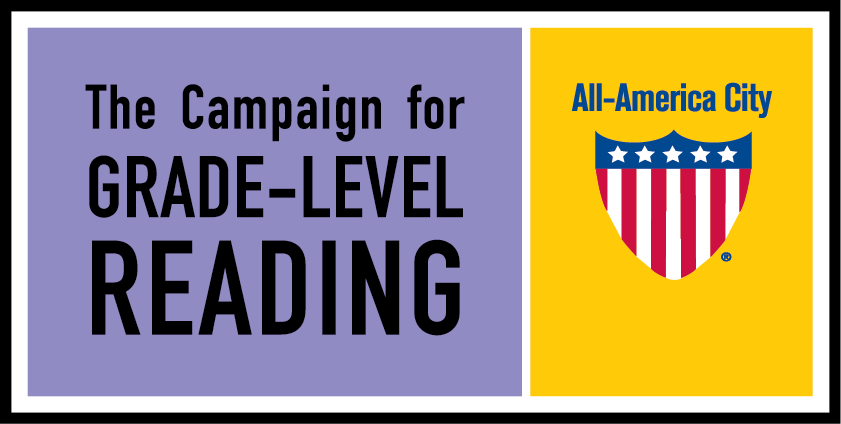 The Campaign for
GRADE-LEVEL
READING
All-America City
®